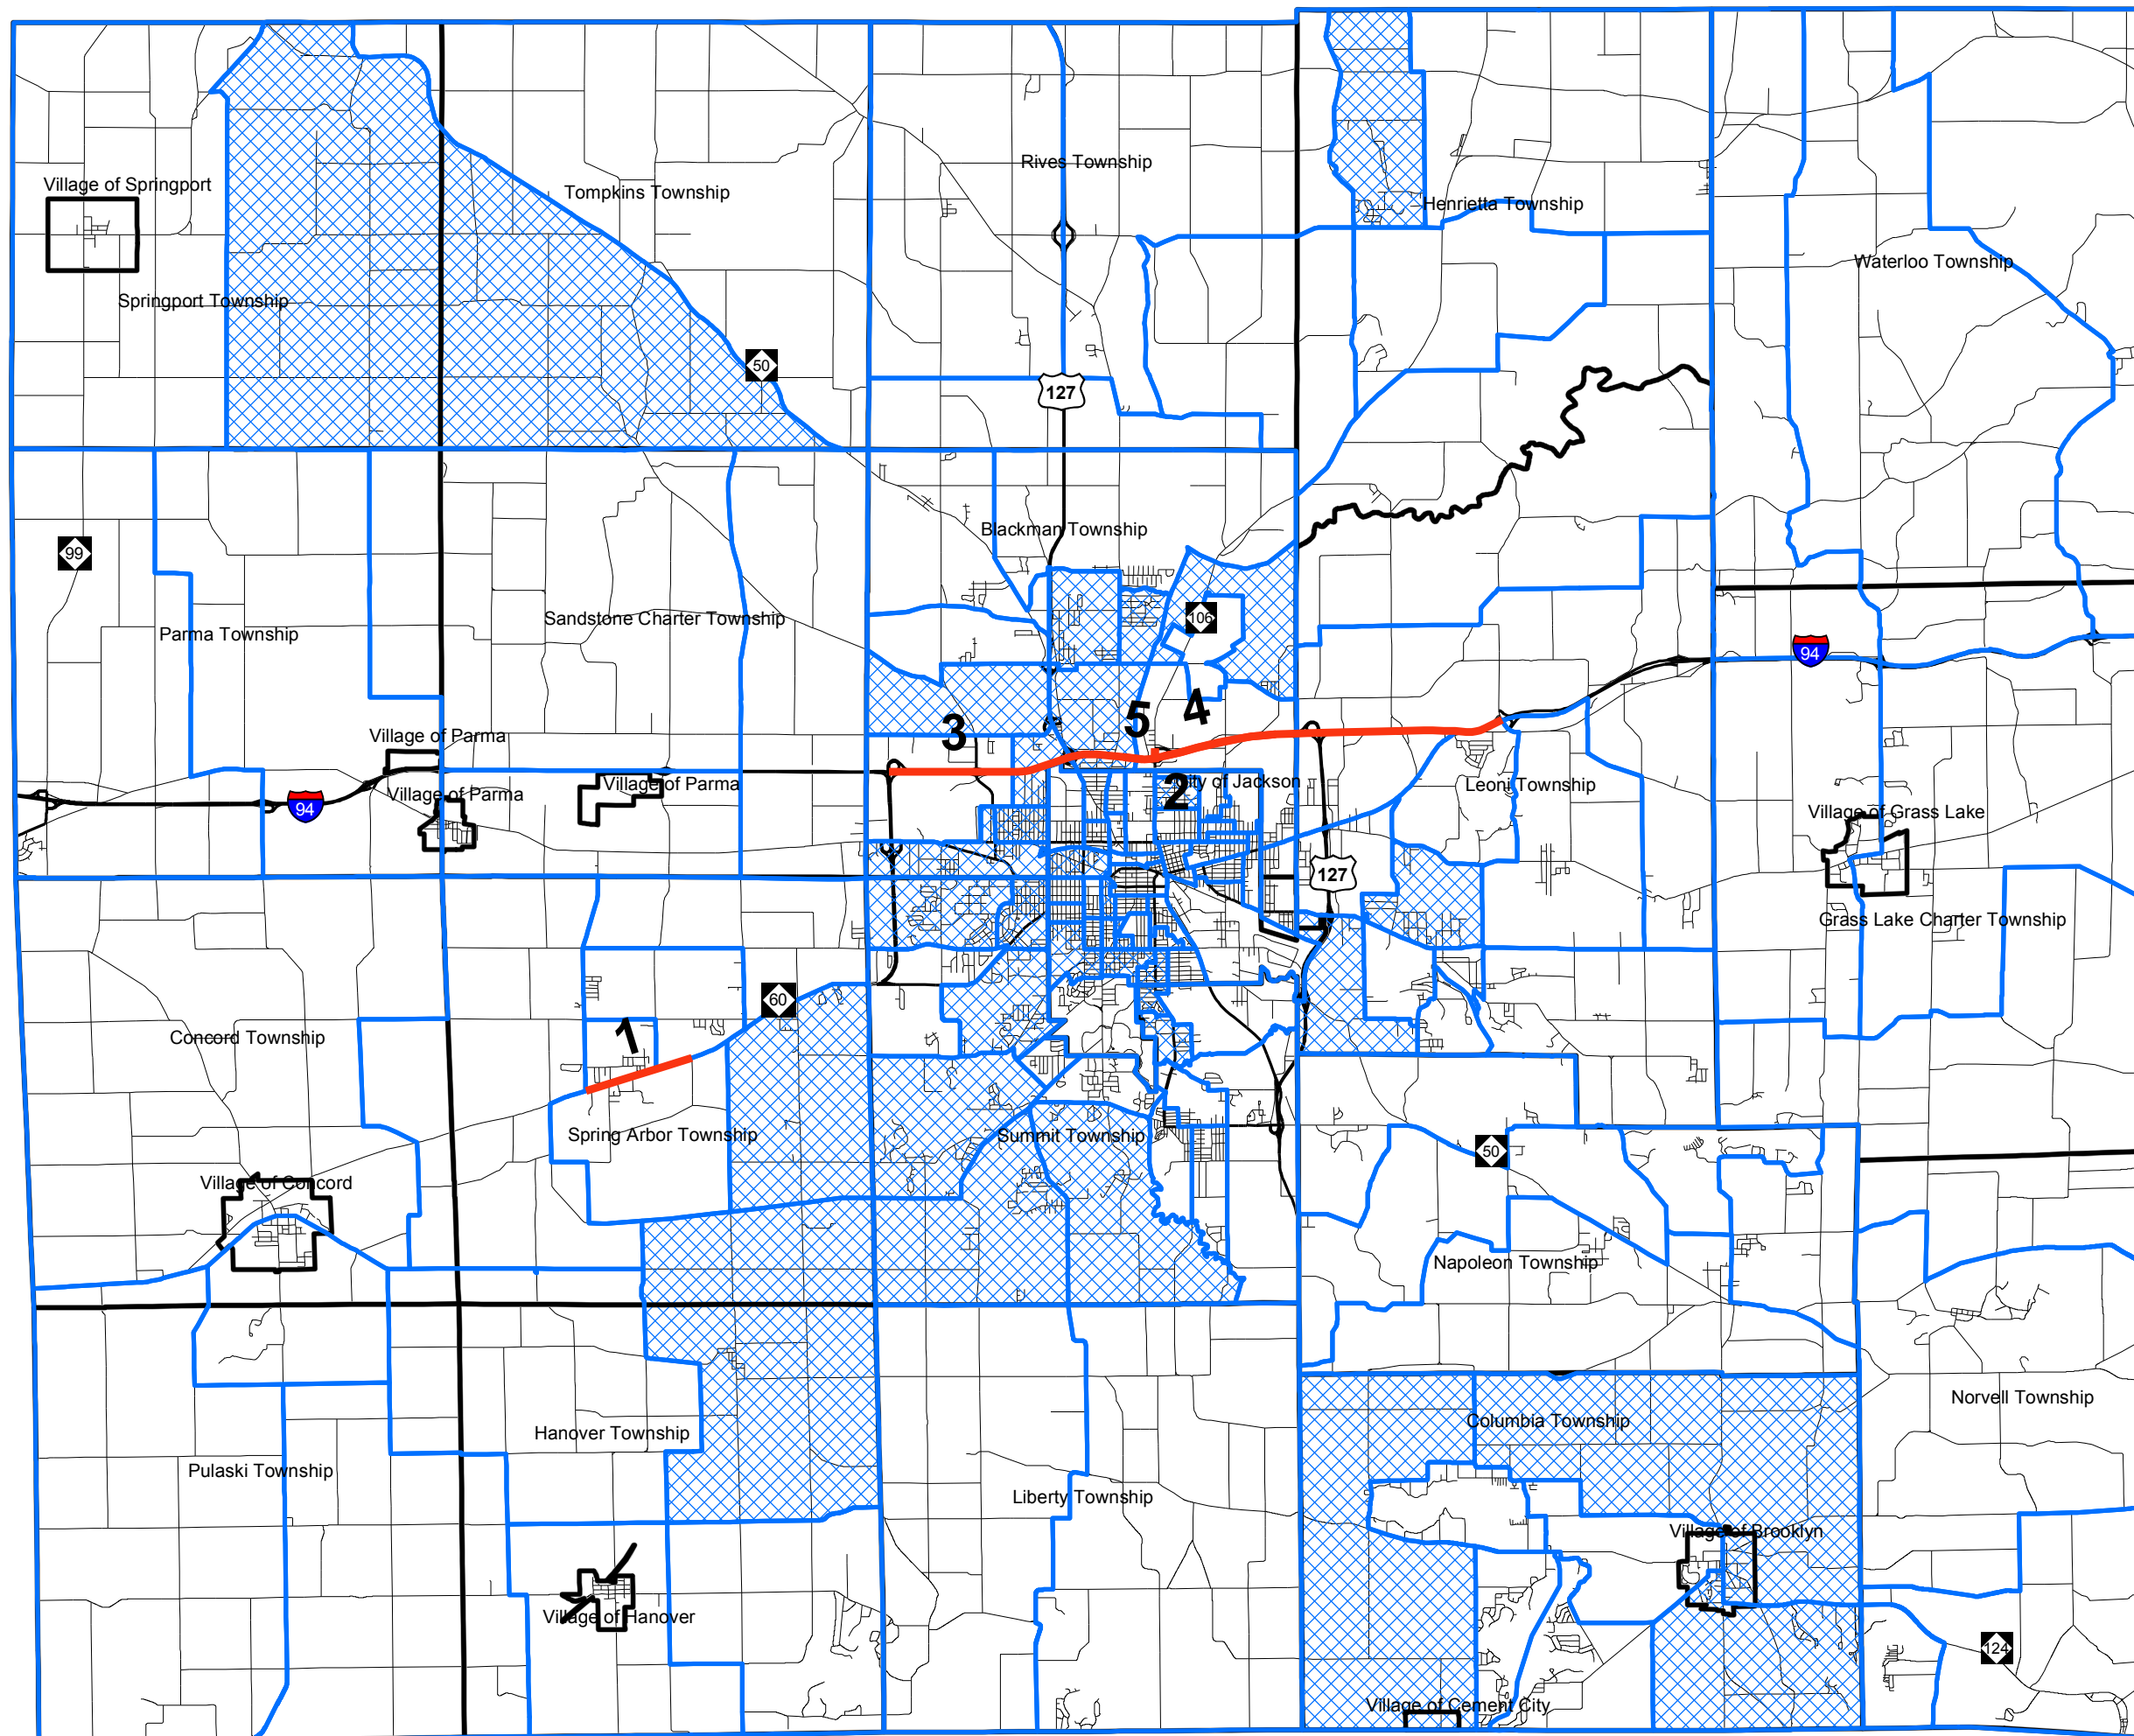 Rives Township
Village of Springport
Tompkins Township
Henrietta Township
Waterloo Township
Springport Township
50
127
Blackman Township
99
Sandstone Charter Township
106
Parma Township
94
4
5
3
Village of Parma
City of Jackson
2
Village of Parma
Leoni Township
Village of Parma
94
Village of Grass Lake
127
Grass Lake Charter Township
60
1
Concord Township
Spring Arbor Township
Summit Township
50
Village of Concord
Napoleon Township
Norvell Township
Columbia Township
Hanover Township
Pulaski Township
Liberty Township
Village of Brooklyn
Village of Hanover
124
Village of Cement City